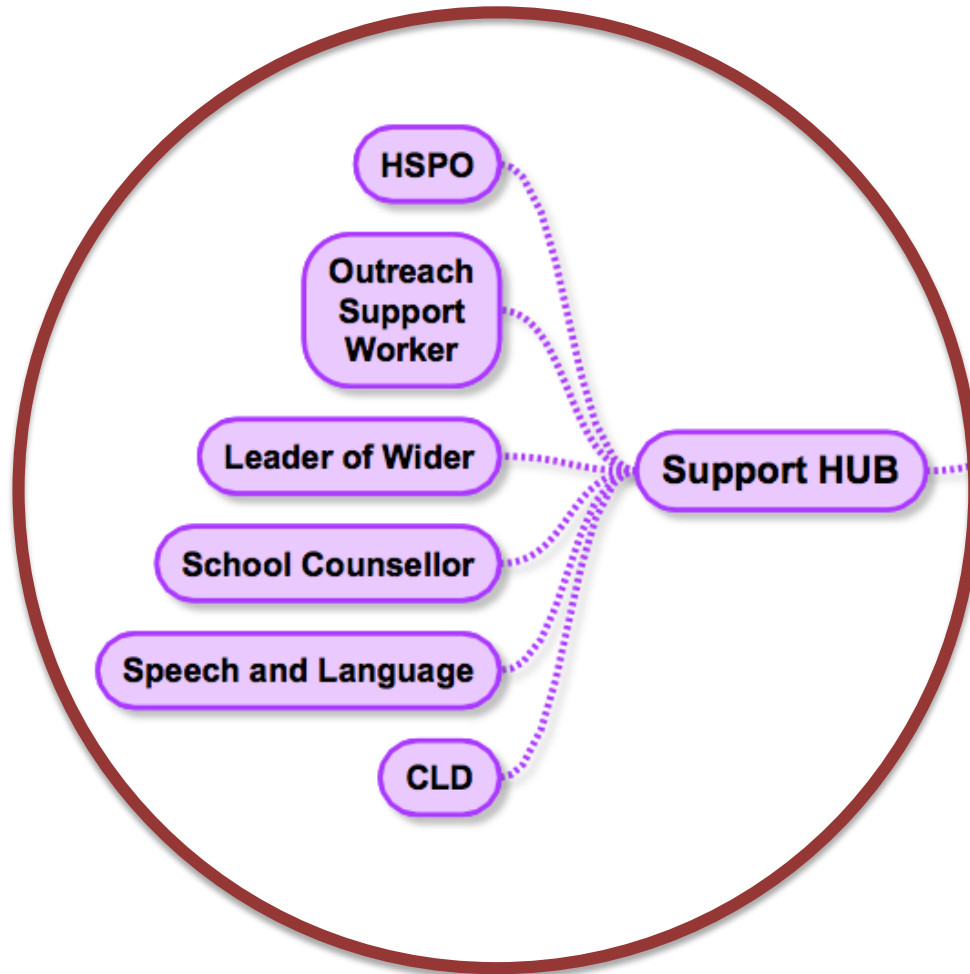 HSPO
Outreach
Support
Worker
Leader of Wider
School Counsellor
Speech and Language
CLD
Support HUB